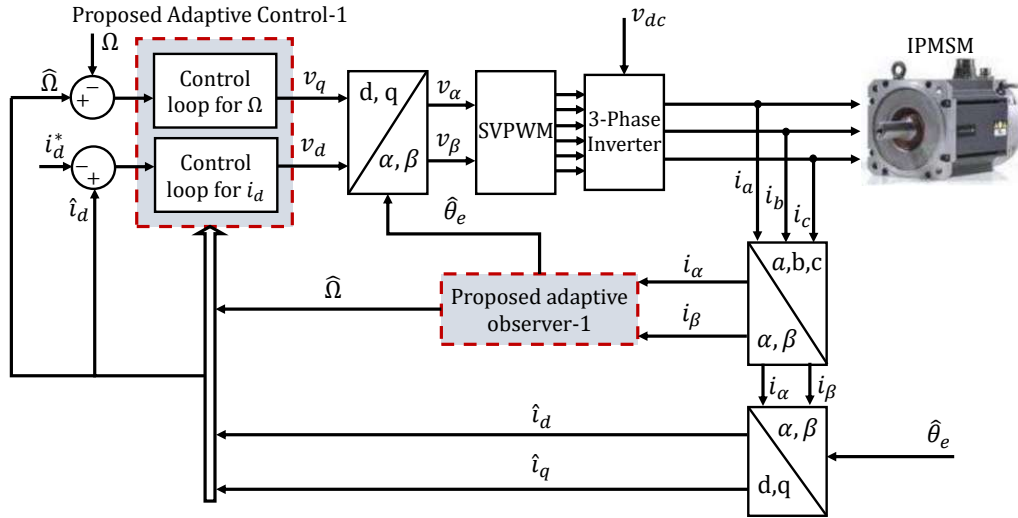 Proposed Adaptive Control-1
Ω
v_dc
IPMSM
Ω̂
+ −
Control
loop for Ω
v_q
d, q
v_α
SVPWM
3-Phase
Inverter
i_d^*
− +
Control
loop for i_d
v_d
α, β
v_β
î_d
θ̂_e
i_a
i_b
i_c
a,b,c
α, β
Ω̂
Proposed adaptive
observer-1
i_α
i_β
i_α
i_β
î_d
α, β
d,q
θ̂_e
î_q